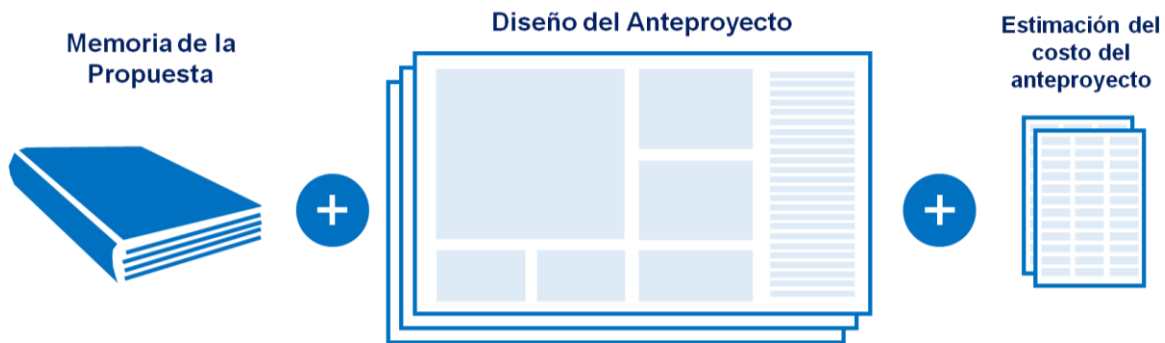 Memoria de la
Propuesta
Diseño del Anteproyecto
Estimación del
costo del
anteproyecto